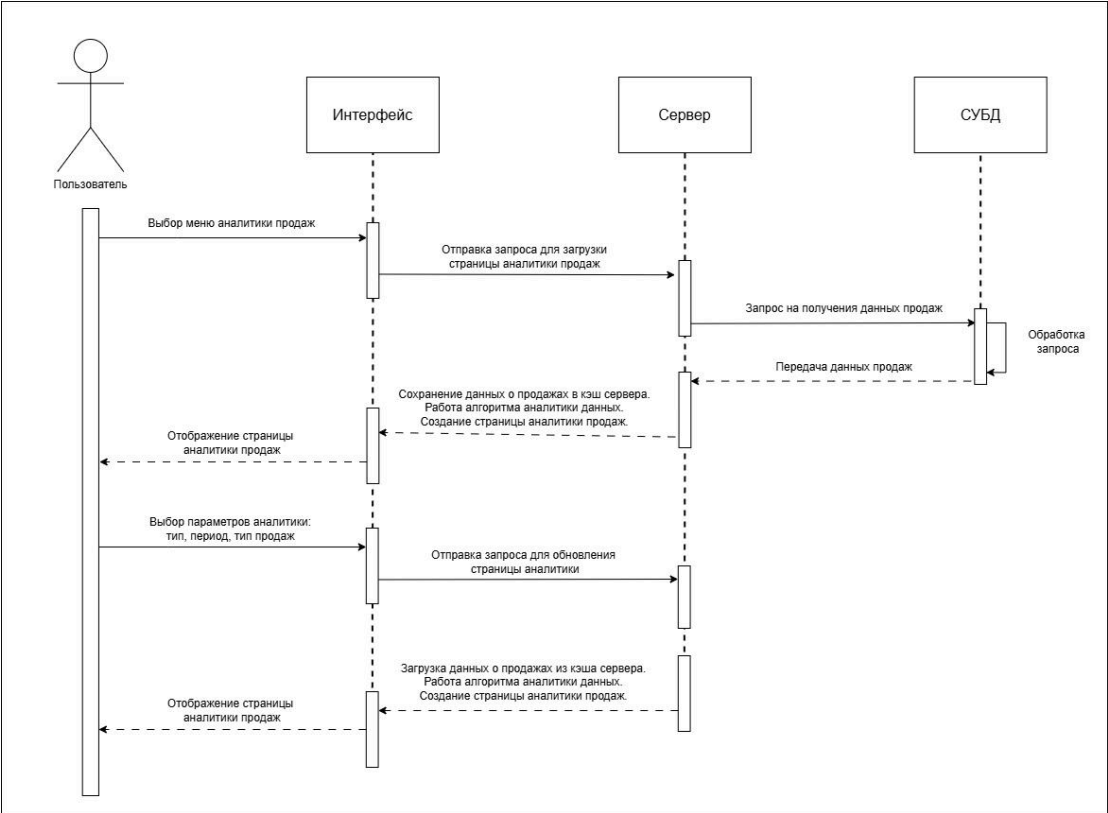 Интерфейс
Сервер
СУБД
Пользователь
Выбор меню аналитики продаж
Отправка запроса для загрузки
страницы аналитики продаж
Запрос на получения данных продаж
Обработка
запроса
Передача данных продаж
Сохранение данных о продажах в кэш сервера.
Работа алгоритма аналитики данных.
Создание страницы аналитики продаж.
Отображение страницы
аналитики продаж
Выбор параметров аналитики:
тип, период, тип продаж
Отправка запроса для обновления
страницы аналитики
Загрузка данных о продажах из кэша сервера.
Работа алгоритма аналитики данных.
Создание страницы аналитики продаж.
Отображение страницы
аналитики продаж